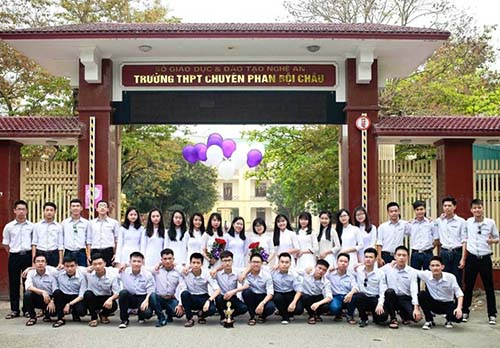 SỞ GIÁO DỤC & ĐÀO TẠO NGHỆ AN
TRƯỜNG THPT CHUYÊN PHAN BỘI CHÂU